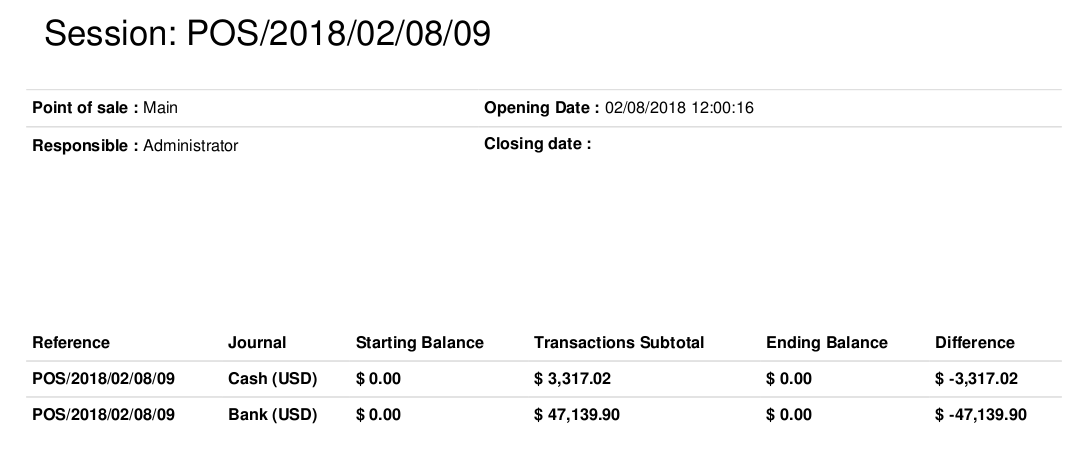 Session: POS/2018/02/08/09
Point of sale : Main Opening Date : 02/08/2018 12:00:16
Responsible : Administrator Closing date :
Reference Journal Starting Balance Transactions Subtotal Ending Balance Difference
POS/2018/02/08/09 Cash (USD) $ 0.00 $ 3,317.02 $ 0.00 $ -3,317.02
POS/2018/02/08/09 Bank (USD) $ 0.00 $ 47,139.90 $ 0.00 $ -47,139.90